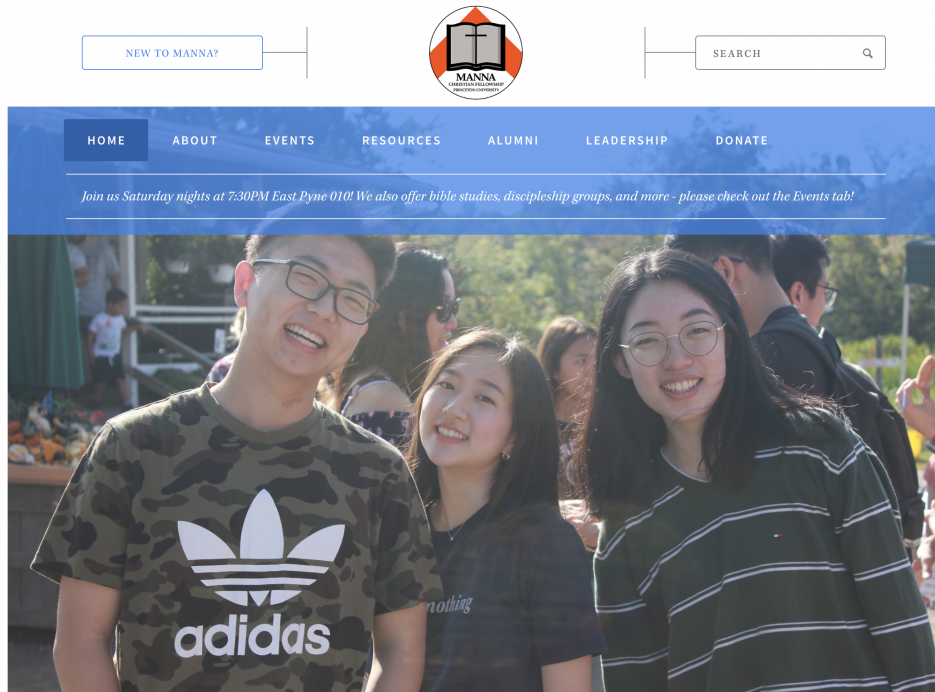 NEW TO MANNA?
MANNA
CHRISTIAN FELLOWSHIP
PRINCETON UNIVERSITY
SEARCH
HOME ABOUT EVENTS RESOURCES ALUMNI LEADERSHIP DONATE
Join us Saturday nights at 7:30PM East Pyne 010! We also offer bible studies, discipleship groups, and more - please check out the Events tab!
adidas
nothing